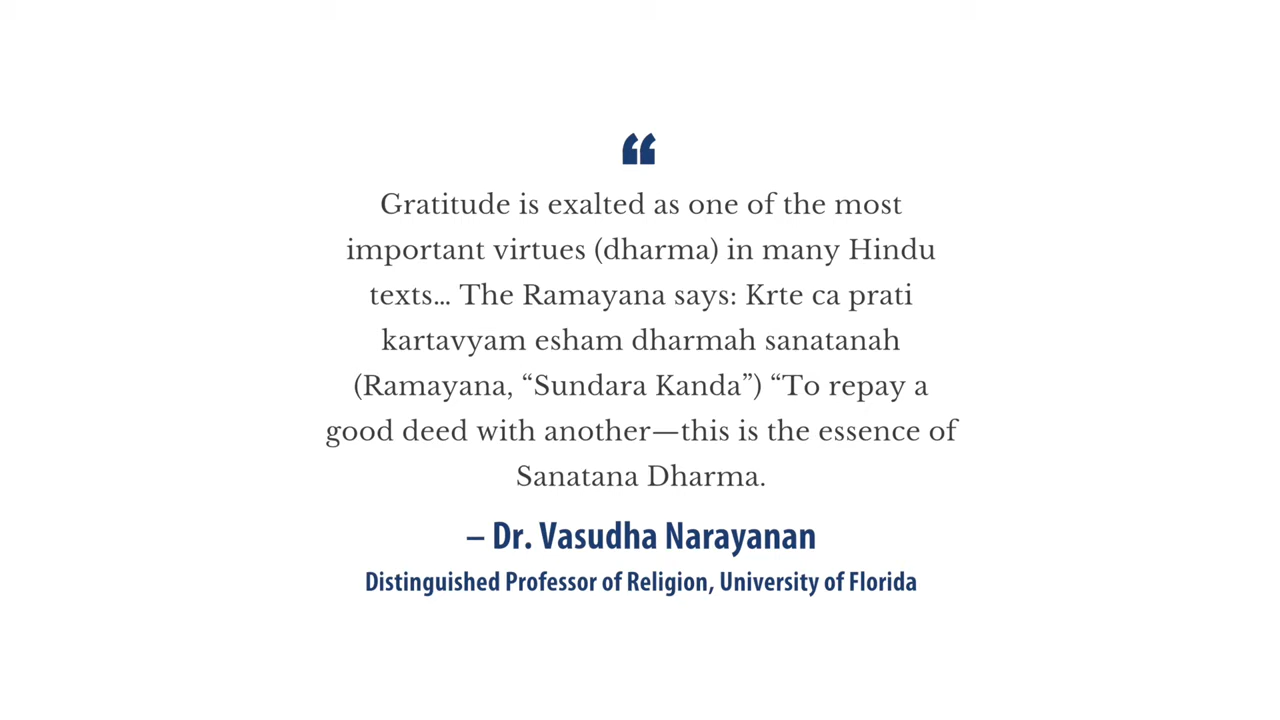 “
Gratitude is exalted as one of the most
important virtues (dharma) in many Hindu
texts… The Ramayana says: Krte ca prati
kartavyam esham dharmah sanatanah
(Ramayana, “Sundara Kanda”) “To repay a
good deed with another—this is the essence of
Sanatana Dharma.
– Dr. Vasudha Narayanan
Distinguished Professor of Religion, University of Florida